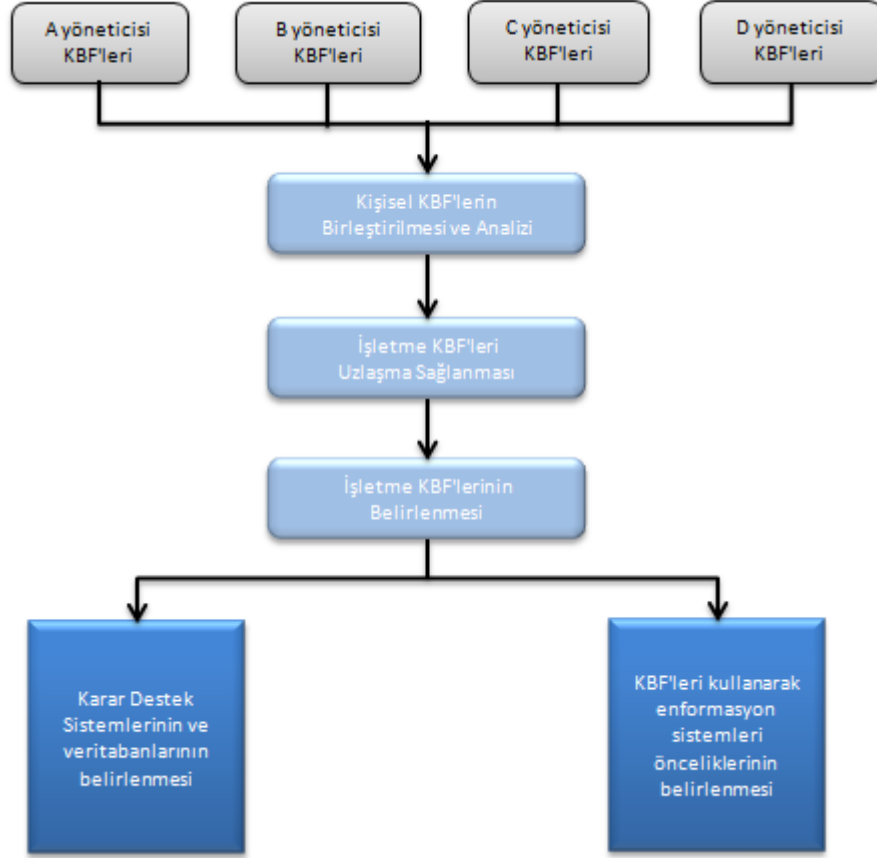 A yöneticisi
KBF'leri
B yöneticisi
KBF'leri
C yöneticisi
KBF'leri
D yöneticisi
KBF'leri
Kişisel KBF'lerin
Birleştirilmesi ve Analizi
İşletme KBF'leri
Uzlaşma Sağlanması
İşletme KBF'lerinin
Belirlenmesi
Karar Destek
Sistemlerinin ve
veritabanlarının
belirlenmesi
KBF'leri kullanarak
enformasyon
sistemleri
önceliklerinin
belirlenmesi